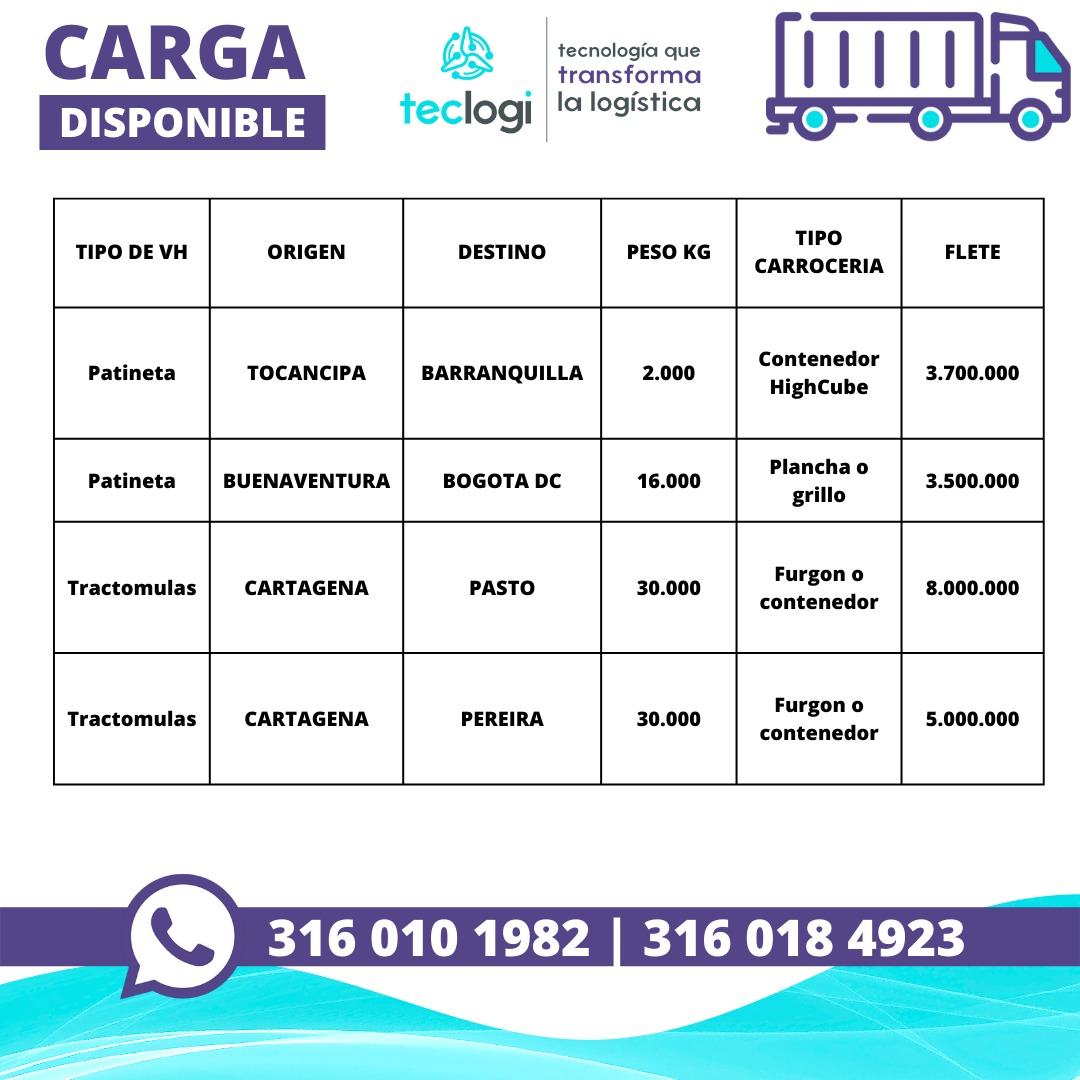 CARGA
DISPONIBLE
teclogi
tecnología que
transforma
la logística
TIPO DE VH ORIGEN DESTINO PESO KG TIPO CARROCERIA FLETE
Patineta TOCANCIPA BARRANQUILLA 2.000 Contenedor HighCube 3.700.000
Patineta BUENAVENTURA BOGOTA DC 16.000 Plancha o grillo 3.500.000
Tractomulas CARTAGENA PASTO 30.000 Furgon o contenedor 8.000.000
Tractomulas CARTAGENA PEREIRA 30.000 Furgon o contenedor 5.000.000
316 010 1982 | 316 018 4923